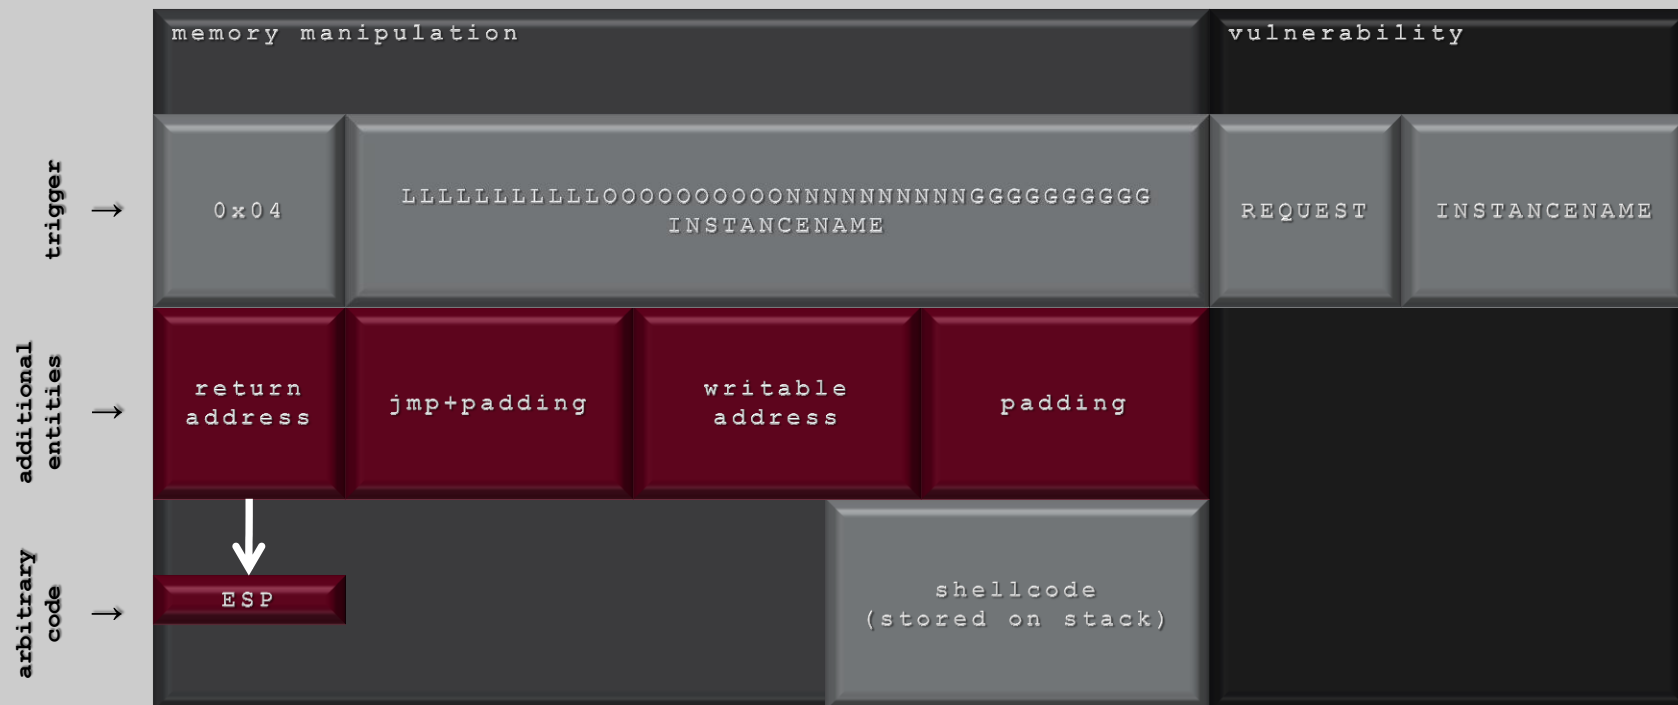 memory manipulation
vulnerability
trigger
→
0x04
LLLLLLLLLLLOOOOOOOOOONNNNNNNNNNGGGGGGGGGG
INSTANCENAME
REQUEST
INSTANCENAME
additional
entities
→
return
address
jmp+padding
writable
address
padding
arbitrary
code
→
ESP
shellcode
(stored on stack)